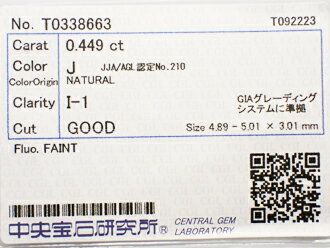 No. T0338663 T092223
Carat 0.449 ct
Color J JJA/AGL認定No.210
ColorOrigin NATURAL
Clarity I-1 GIAグレーディング
システムに準拠
Cut GOOD Size 4.89 - 5.01 × 3.01 mm
Fluo. FAINT
中央宝石研究所® CENTRAL GEM
LABORATORY